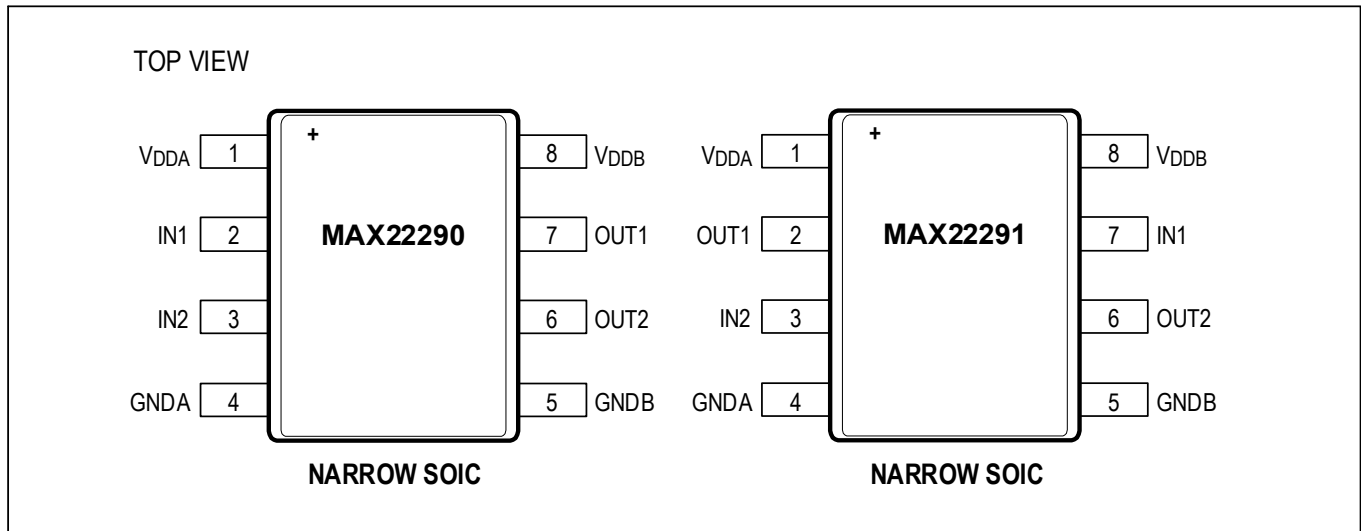 TOP VIEW
+
VDDA 1 8 VDDB
IN1 2 MAX22290 7 OUT1
IN2 3 6 OUT2
GNDA 4 5 GNDB
NARROW SOIC
+
VDDA 1 8 VDDB
OUT1 2 MAX22291 7 IN1
IN2 3 6 OUT2
GNDA 4 5 GNDB
NARROW SOIC